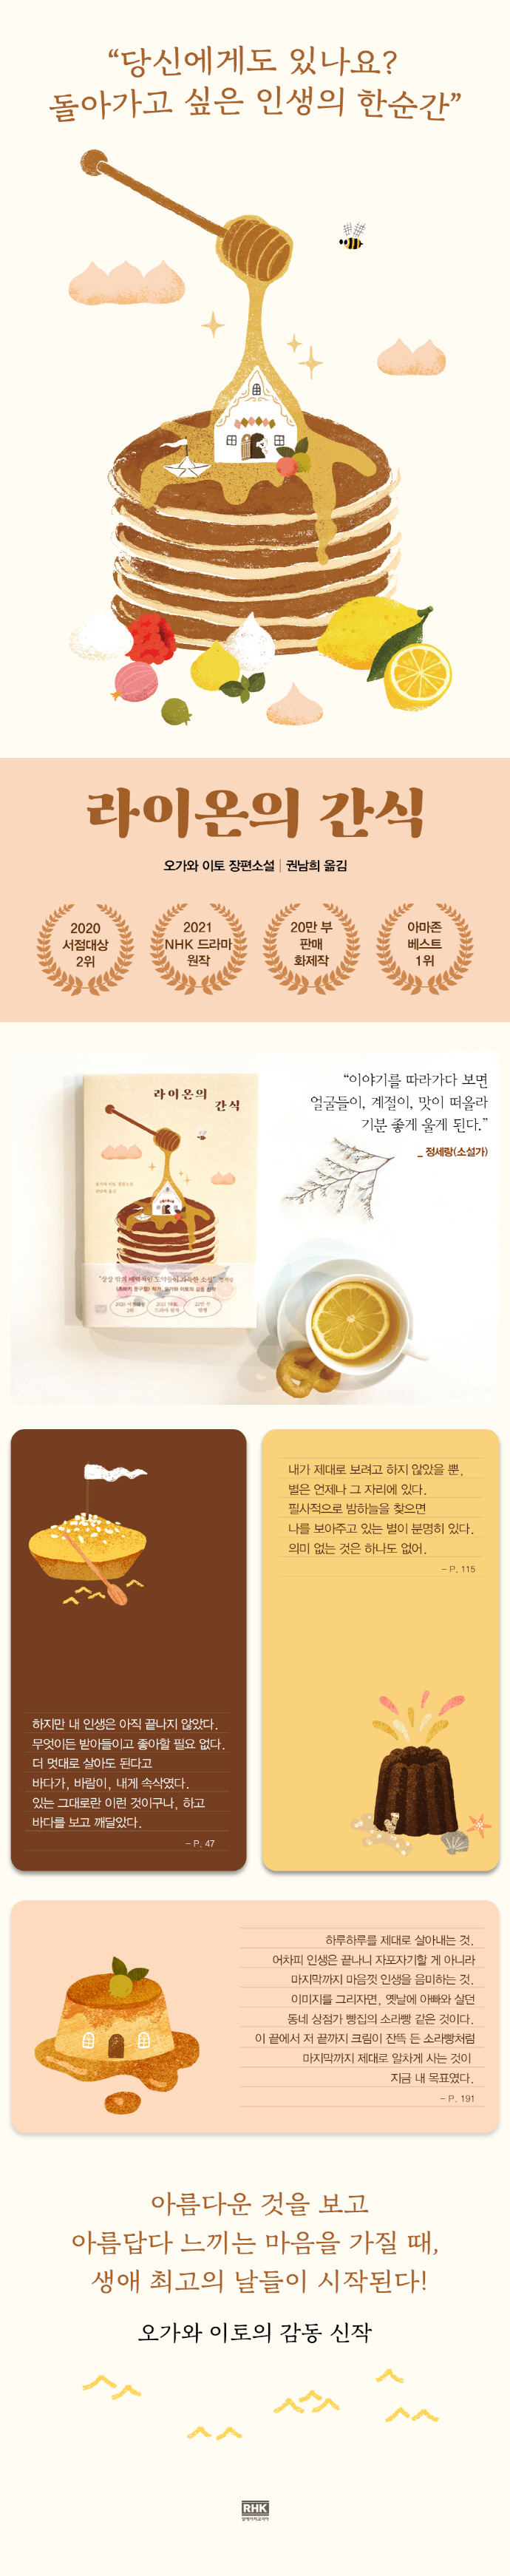 “당신에게도 있나요?
돌아가고 싶은 인생의 한순간”
라이온의 간식
오가와 이토 장편소설 | 권남희 옮김
2020
서점대상
2위
2021
NHK 드라마
원작
20만 부
판매
화제작
아마존
베스트
1위
라이온의
간식
“이야기를 따라가다 보면
얼굴들이, 계절이, 맛이 떠올라
기분 좋게 울게 된다.”
_ 정세랑(소설가)
내가 제대로 보려고 하지 않았을 뿐,
별은 언제나 그 자리에 있다.
필사적으로 밤하늘을 찾으면
나를 보아주고 있는 별이 분명히 있다.
의미 없는 것은 하나도 없어.
– P. 115
하지만 내 인생은 아직 끝나지 않았다.
무엇이든 받아들이고 좋아할 필요 없다.
더 멋대로 살아도 된다고
바다가, 바람이, 내게 속삭였다.
있는 그대로란 이런 것이구나, 하고
바다를 보고 깨달았다.
– P. 47
하루하루를 제대로 살아내는 것.
어차피 인생은 끝나니 자포자기할 게 아니라
마지막까지 마음껏 인생을 음미하는 것.
이미지를 그리자면, 옛날에 아빠와 살던
동네 상점가 빵집의 소라빵 같은 것이다.
이 끝에서 저 끝까지 크림이 잔뜩 든 소라빵처럼
마지막까지 제대로 알차게 사는 것이
지금 내 목표였다.
– P. 191
아름다운 것을 보고
아름답다 느끼는 마음을 가질 때,
생애 최고의 날들이 시작된다!
오가와 이토의 감동 신작
RHK